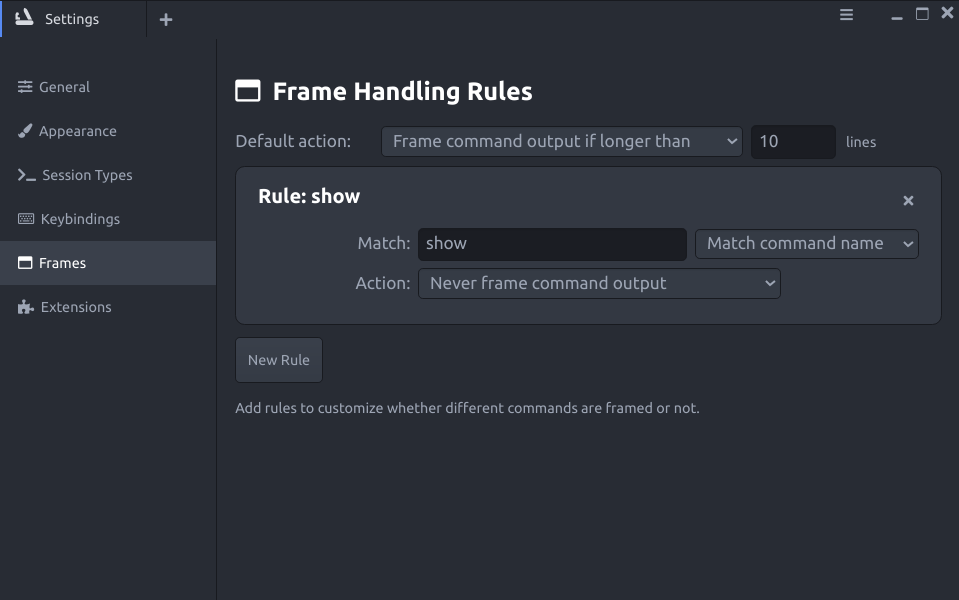 Settings
General
Appearance
Session Types
Keybindings
Frames
Extensions
Frame Handling Rules
Default action: Frame command output if longer than 10 lines
Rule: show
Match: show Match command name
Action: Never frame command output
New Rule
Add rules to customize whether different commands are framed or not.